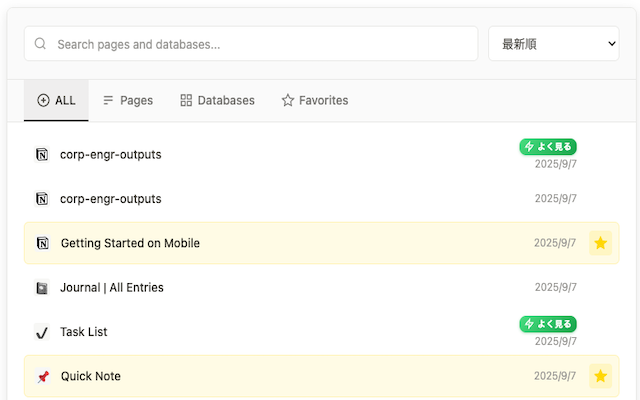 Search pages and databases...
最新順
ALL
Pages
Databases
Favorites
corp-engr-outputs
よく見る
2025/9/7
corp-engr-outputs
2025/9/7
Getting Started on Mobile
2025/9/7
Journal | All Entries
2025/9/7
Task List
よく見る
2025/9/7
Quick Note
2025/9/7